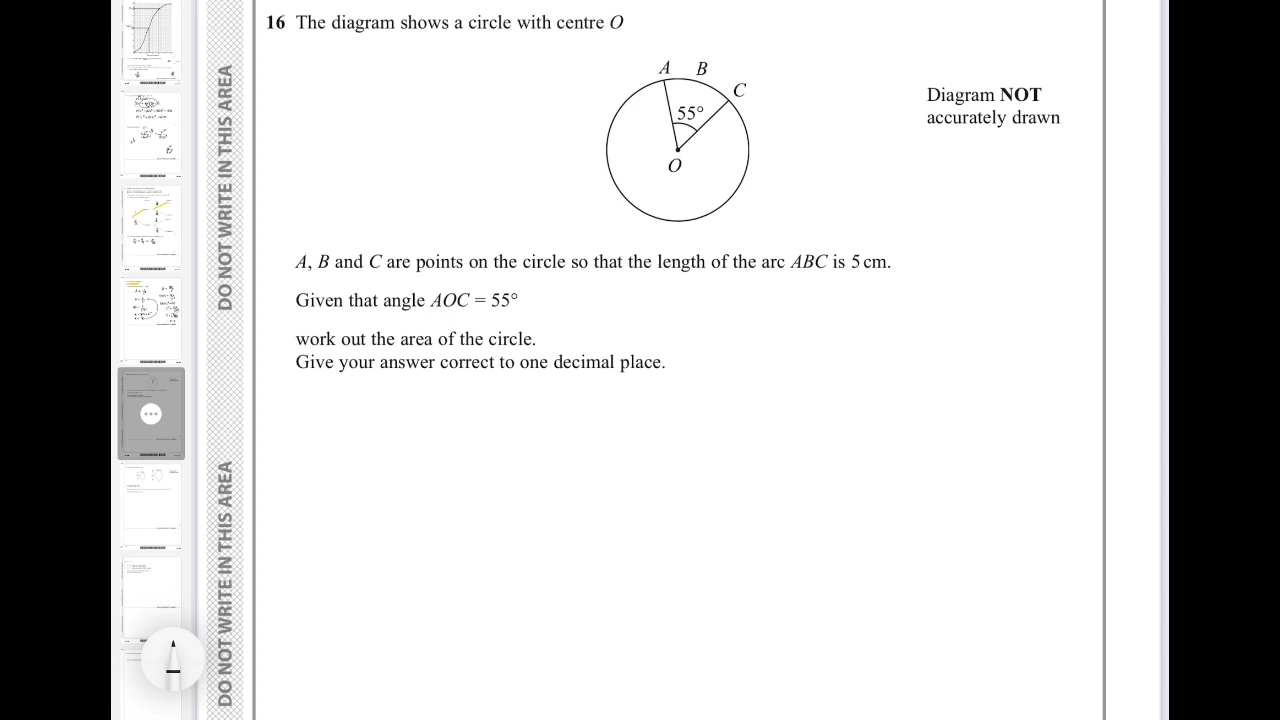 16 The diagram shows a circle with centre O
A
B
C
55°
O
Diagram NOT
accurately drawn
A, B and C are points on the circle so that the length of the arc ABC is 5 cm.
Given that angle AOC = 55°
work out the area of the circle.
Give your answer correct to one decimal place.
DO NOT WRITE IN THIS AREA
DO NOT WRITE IN THIS AREA